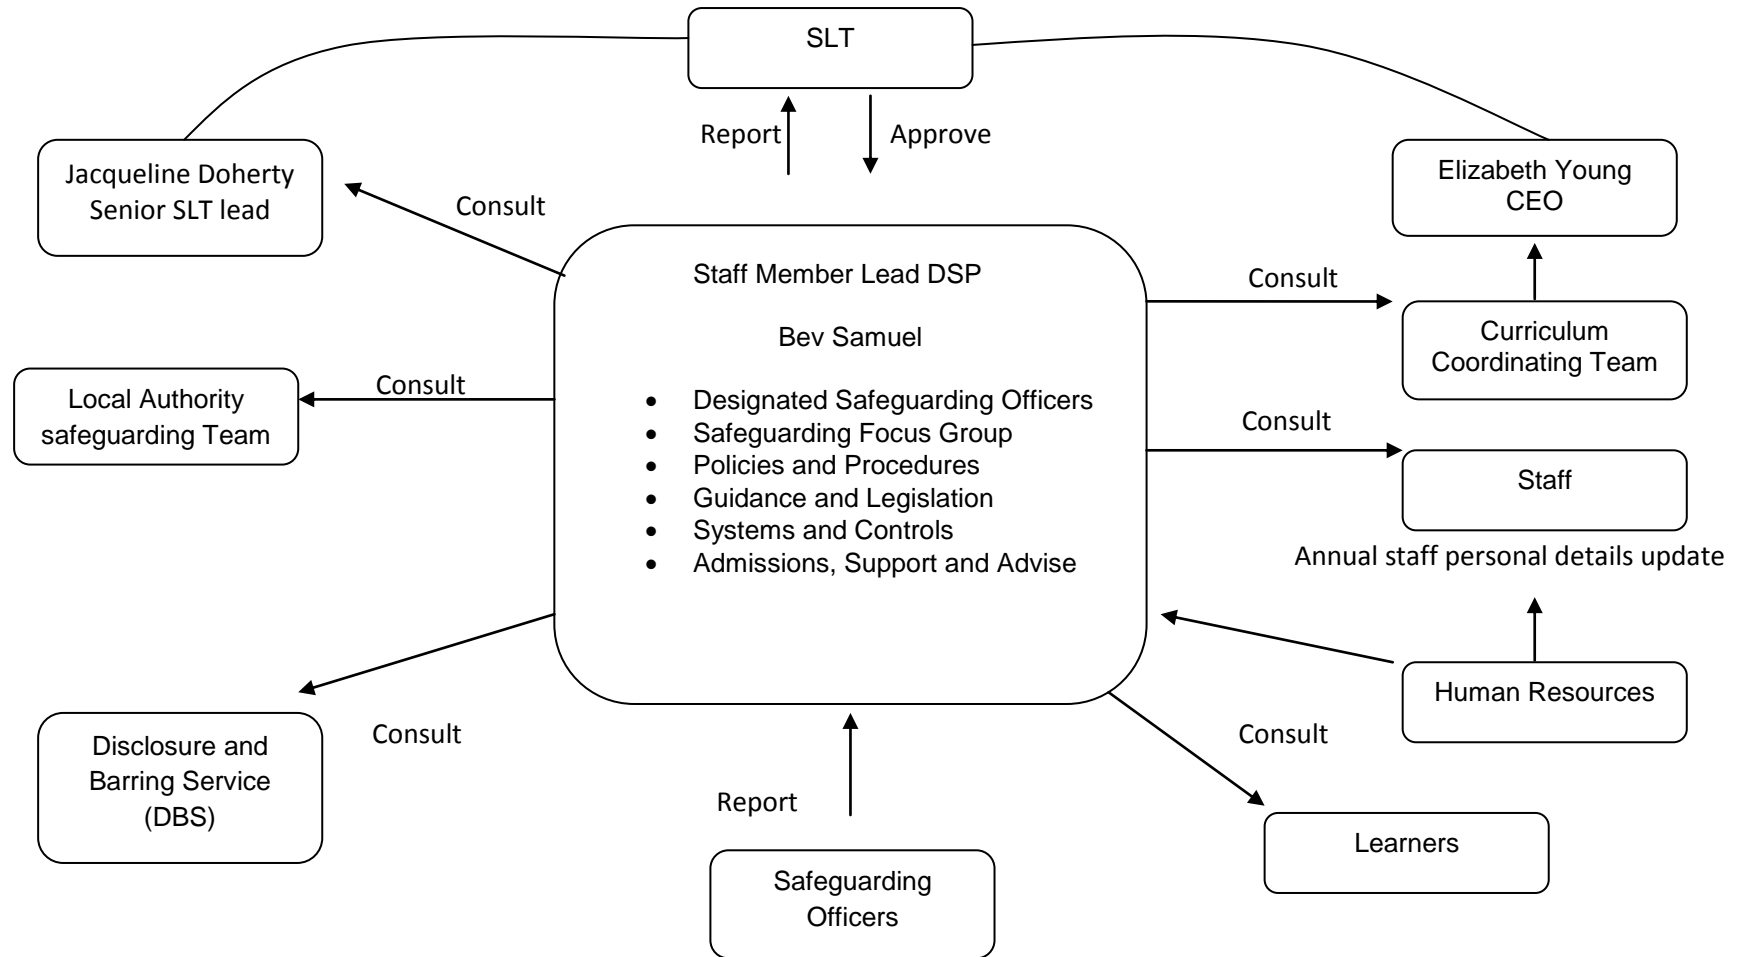 SLT
Report
Approve
Jacqueline Doherty
Senior SLT lead
Elizabeth Young
CEO
Consult
Staff Member Lead DSP
Bev Samuel
• Designated Safeguarding Officers
• Safeguarding Focus Group
• Policies and Procedures
• Guidance and Legislation
• Systems and Controls
• Admissions, Support and Advise
Consult
Curriculum
Coordinating Team
Consult
Local Authority
safeguarding Team
Consult
Staff
Annual staff personal details update
Human Resources
Consult
Disclosure and
Barring Service
(DBS)
Consult
Learners
Report
Safeguarding
Officers